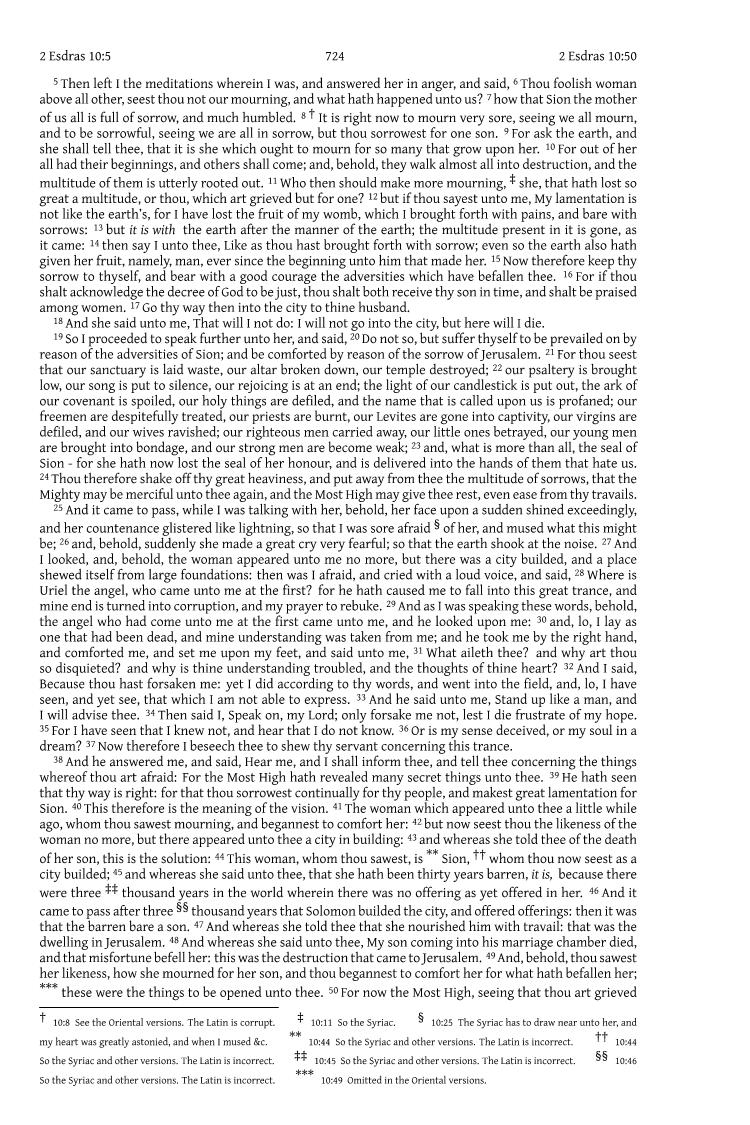 2 Esdras 10:5 724 2 Esdras 10:50
5 Then left I the meditations wherein I was, and answered her in anger, and said, 6 Thou foolish woman
above all other, seest thou not our mourning, and what hath happened unto us? 7 how that Sion the mother
of us all is full of sorrow, and much humbled. 8 † It is right now to mourn very sore, seeing we all mourn,
and to be sorrowful, seeing we are all in sorrow, but thou sorrowest for one son. 9 For ask the earth, and
she shall tell thee, that it is she which ought to mourn for so many that grow upon her. 10 For out of her
all had their beginnings, and others shall come; and, behold, they walk almost all into destruction, and the
multitude of them is utterly rooted out. 11 Who then should make more mourning, ‡ she, that hath lost so
great a multitude, or thou, which art grieved but for one? 12 but if thou sayest unto me, My lamentation is
not like the earth's, for I have lost the fruit of my womb, which I brought forth with pains, and bare with
sorrows: 13 but it is with the earth after the manner of the earth; the multitude present in it is gone, as
it came: 14 then say I unto thee, Like as thou hast brought forth with sorrow; even so the earth also hath
given her fruit, namely, man, ever since the beginning unto him that made her. 15 Now therefore keep thy
sorrow to thyself, and bear with a good courage the adversities which have befallen thee. 16 For if thou
shalt acknowledge the decree of God to be just, thou shalt both receive thy son in time, and shalt be praised
among women. 17 Go thy way then into the city to thine husband.
18 And she said unto me, That will I not do: I will not go into the city, but here will I die.
19 So I proceeded to speak further unto her, and said, 20 Do not so, but suffer thyself to be prevailed on by
reason of the adversities of Sion; and be comforted by reason of the sorrow of Jerusalem. 21 For thou seest
that our sanctuary is laid waste, our altar broken down, our temple destroyed; 22 our psaltery is brought
low, our song is put to silence, our rejoicing is at an end; the light of our candlestick is put out, the ark of
our covenant is spoiled, our holy things are defiled, and the name that is called upon us is profaned; our
freemen are despitefully treated, our priests are burnt, our Levites are gone into captivity, our virgins are
defiled, and our wives ravished; our righteous men carried away, our little ones betrayed, our young men
are brought into bondage, and our strong men are become weak; 23 and, what is more than all, the seal of
Sion - for she hath now lost the seal of her honour, and is delivered into the hands of them that hate us.
24 Thou therefore shake off thy great heaviness, and put away from thee the multitude of sorrows, that the
Mighty may be merciful unto thee again, and the Most High may give thee rest, even ease from thy travails.
25 And it came to pass, while I was talking with her, behold, her face upon a sudden shined exceedingly,
and her countenance glistered like lightning, so that I was sore afraid § of her, and mused what this might
be; 26 and, behold, suddenly she made a great cry very fearful; so that the earth shook at the noise. 27 And
I looked, and, behold, the woman appeared unto me no more, but there was a city builded, and a place
shewed itself from large foundations: then was I afraid, and cried with a loud voice, and said, 28 Where is
Uriel the angel, who came unto me at the first? for he hath caused me to fall into this great trance, and
mine end is turned into corruption, and my prayer to rebuke. 29 And as I was speaking these words, behold,
the angel who had come unto me at the first came unto me, and he looked upon me: 30 and, lo, I lay as
one that had been dead, and mine understanding was taken from me; and he took me by the right hand,
and comforted me, and set me upon my feet, and said unto me, 31 What aileth thee? and why art thou
so disquieted? and why is thine understanding troubled, and the thoughts of thine heart? 32 And I said,
Because thou hast forsaken me: yet I did according to thy words, and went into the field, and, lo, I have
seen, and yet see, that which I am not able to express. 33 And he said unto me, Stand up like a man, and
I will advise thee. 34 Then said I, Speak on, my Lord; only forsake me not, lest I die frustrate of my hope.
35 For I have seen that I knew not, and hear that I do not know. 36 Or is my sense deceived, or my soul in a
dream? 37 Now therefore I beseech thee to shew thy servant concerning this trance.
38 And he answered me, and said, Hear me, and I shall inform thee, and tell thee concerning the things
whereof thou art afraid: For the Most High hath revealed many secret things unto thee. 39 He hath seen
that thy way is right: for that thou sorrowest continually for thy people, and makest great lamentation for
Sion. 40 This therefore is the meaning of the vision. 41 The woman which appeared unto thee a little while
ago, whom thou sawest mourning, and begannest to comfort her: 42 but now seest thou the likeness of the
woman no more, but there appeared unto thee a city in building: 43 and whereas she told thee of the death
of her son, this is the solution: 44 This woman, whom thou sawest, is ** Sion, †† whom thou now seest as a
city builded; 45 and whereas she said unto thee, that she hath been thirty years barren, it is, because there
were three ‡‡ thousand years in the world wherein there was no offering as yet offered in her. 46 And it
came to pass after three §§ thousand years that Solomon builded the city, and offered offerings: then it was
that the barren bare a son. 47 And whereas she told thee that she nourished him with travail: that was the
dwelling in Jerusalem. 48 And whereas she said unto thee, My son coming into his marriage chamber died,
and that misfortune befell her: this was the destruction that came to Jerusalem. 49 And, behold, thou sawest
her likeness, how she mourned for her son, and thou begannest to comfort her for what hath befallen her;
*** these were the things to be opened unto thee. 50 For now the Most High, seeing that thou art grieved
† 10:8 See the Oriental versions. The Latin is corrupt. ‡ 10:11 So the Syriac. § 10:25 The Syriac has to draw near unto her, and
my heart was greatly astonied, and when I mused &c. ** 10:44 So the Syriac and other versions. The Latin is incorrect. †† 10:44
So the Syriac and other versions. The Latin is incorrect. ‡‡ 10:45 So the Syriac and other versions. The Latin is incorrect. §§ 10:46
So the Syriac and other versions. The Latin is incorrect. *** 10:49 Omitted in the Oriental versions.